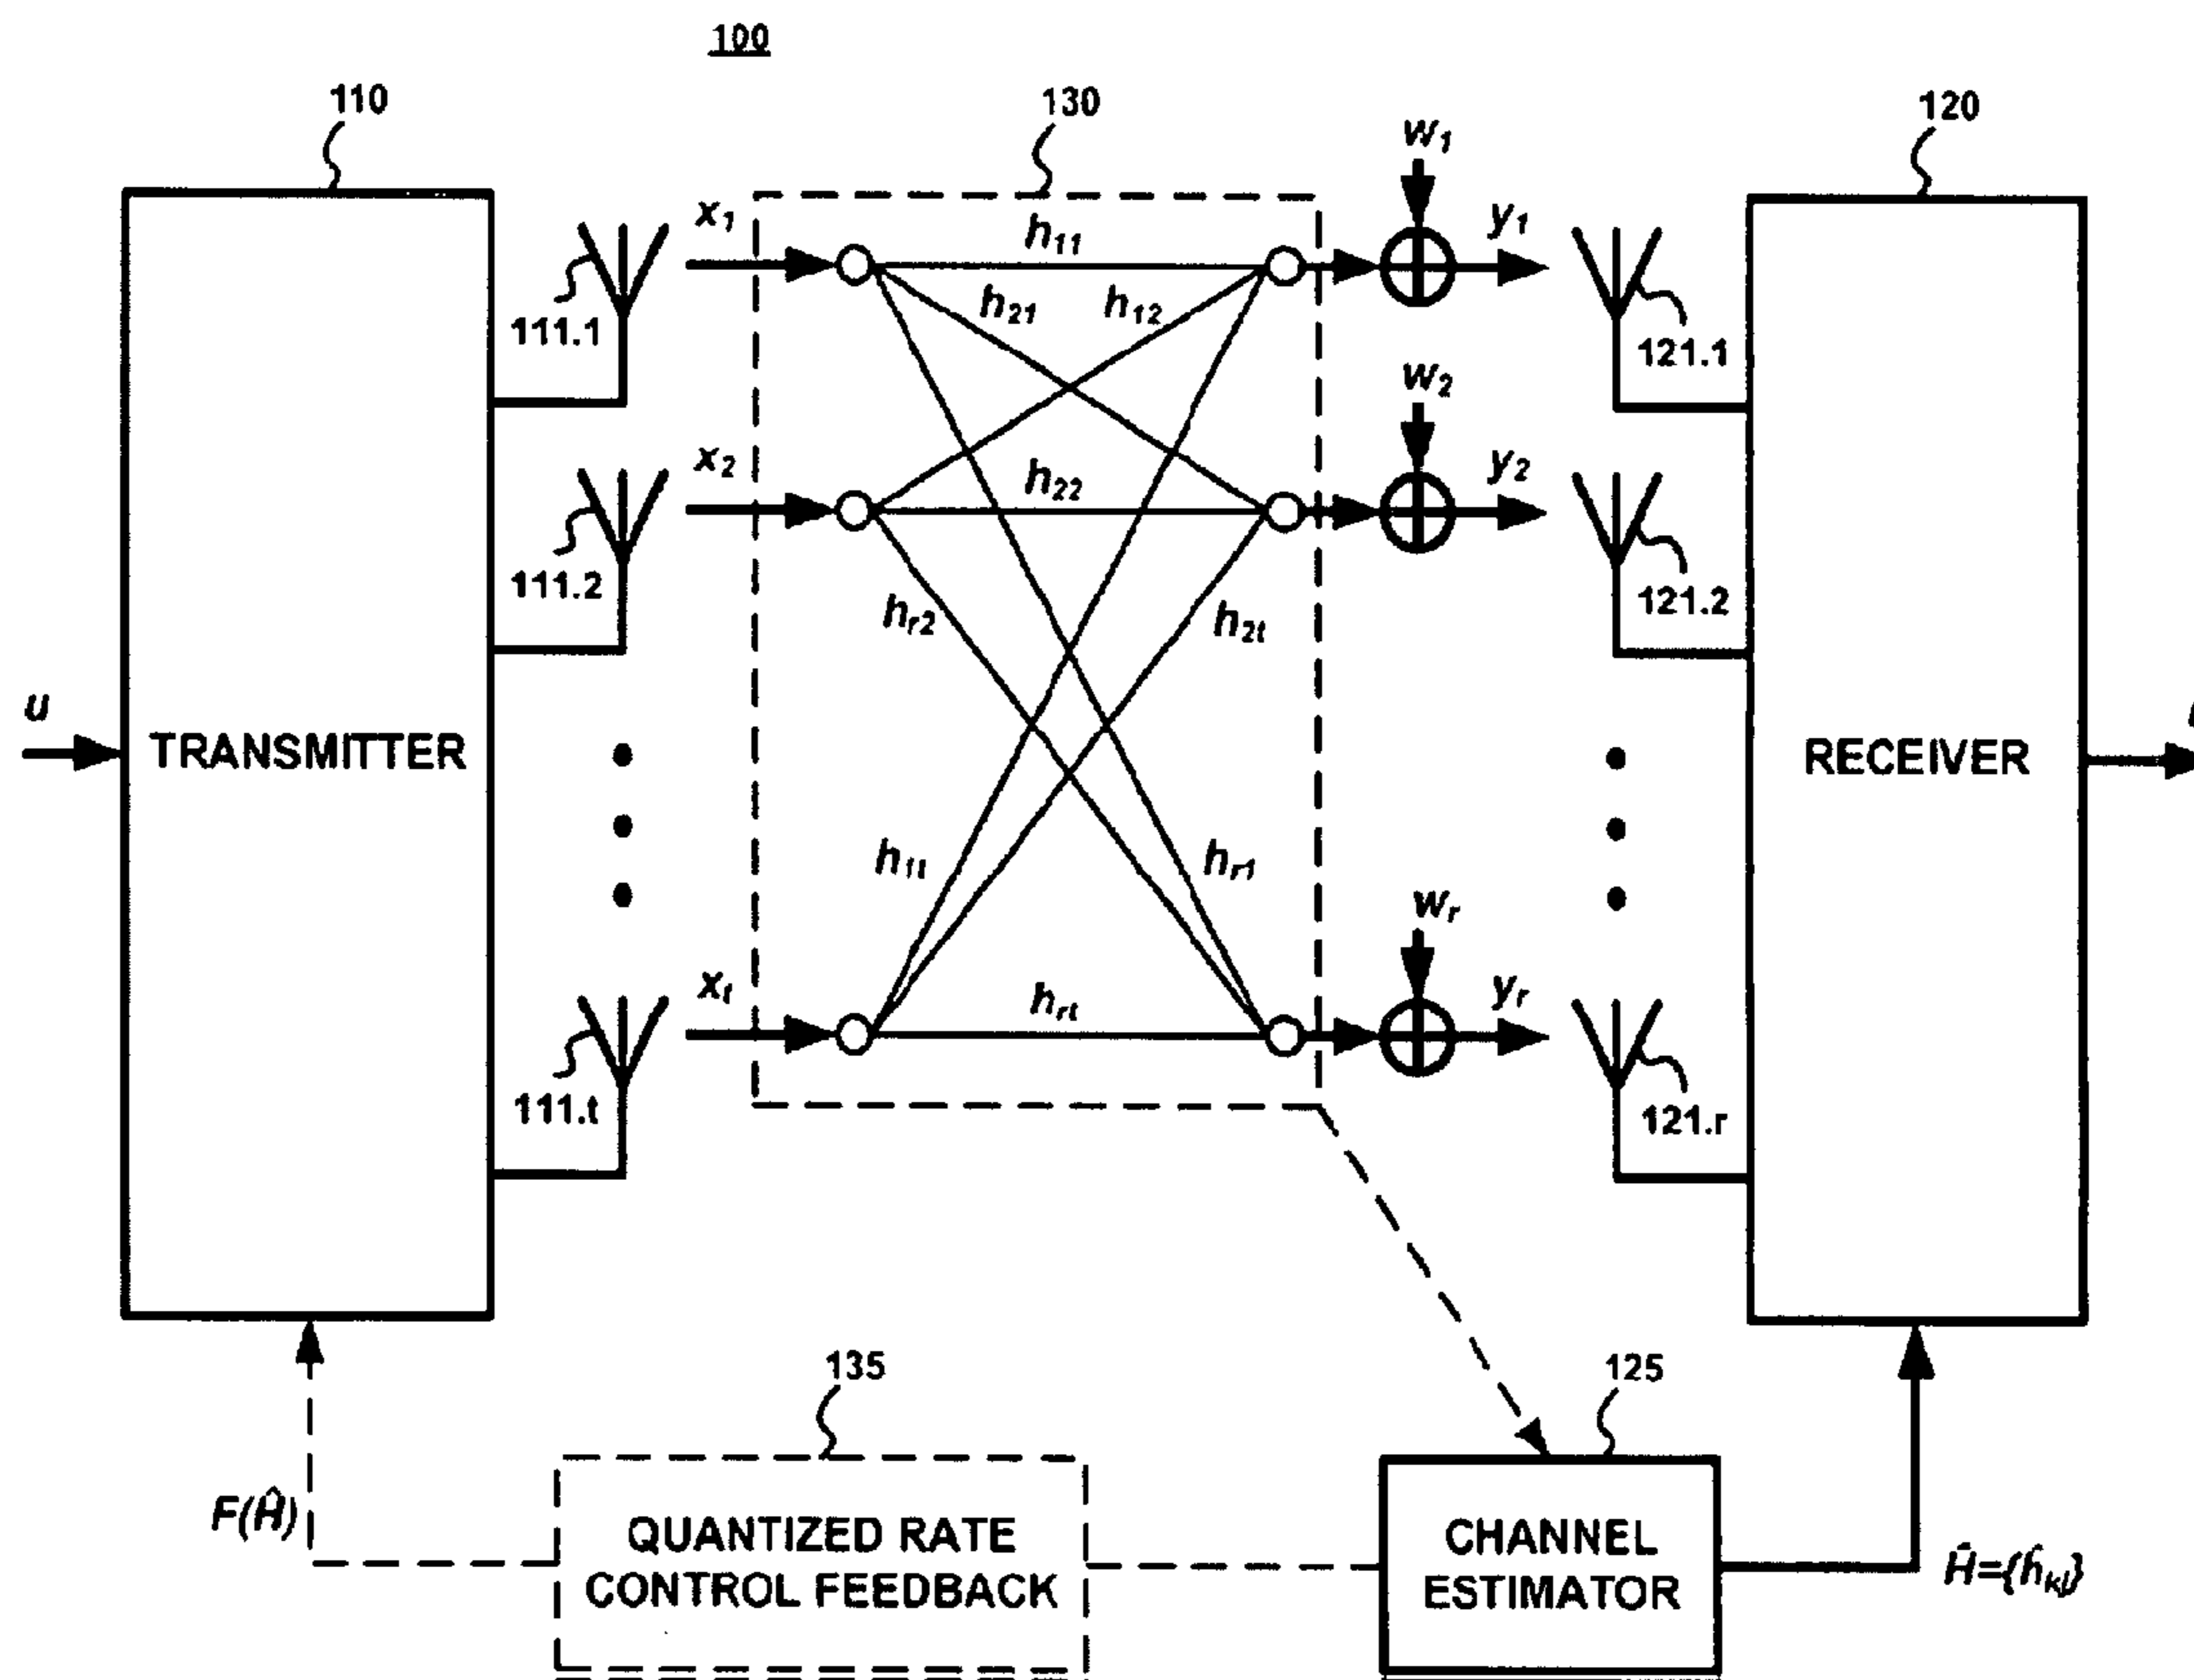 100
110
130
120
w₁
x₁
h₁₁
y₁
h₂₁
h₁₂
111.1
121.1
w₂
x₂
h₂₂
y₂
111.2
121.2
hᵣ₂
h₂ₜ
u
TRANSMITTER
RECEIVER
h₁ₜ
hᵣ₁
wᵣ
xₜ
hᵣₜ
yᵣ
111.t
121.r
135
125
F(Ĥ)
QUANTIZED RATE
CONTROL FEEDBACK
CHANNEL
ESTIMATOR
Ĥ={ĥₖⱼ}